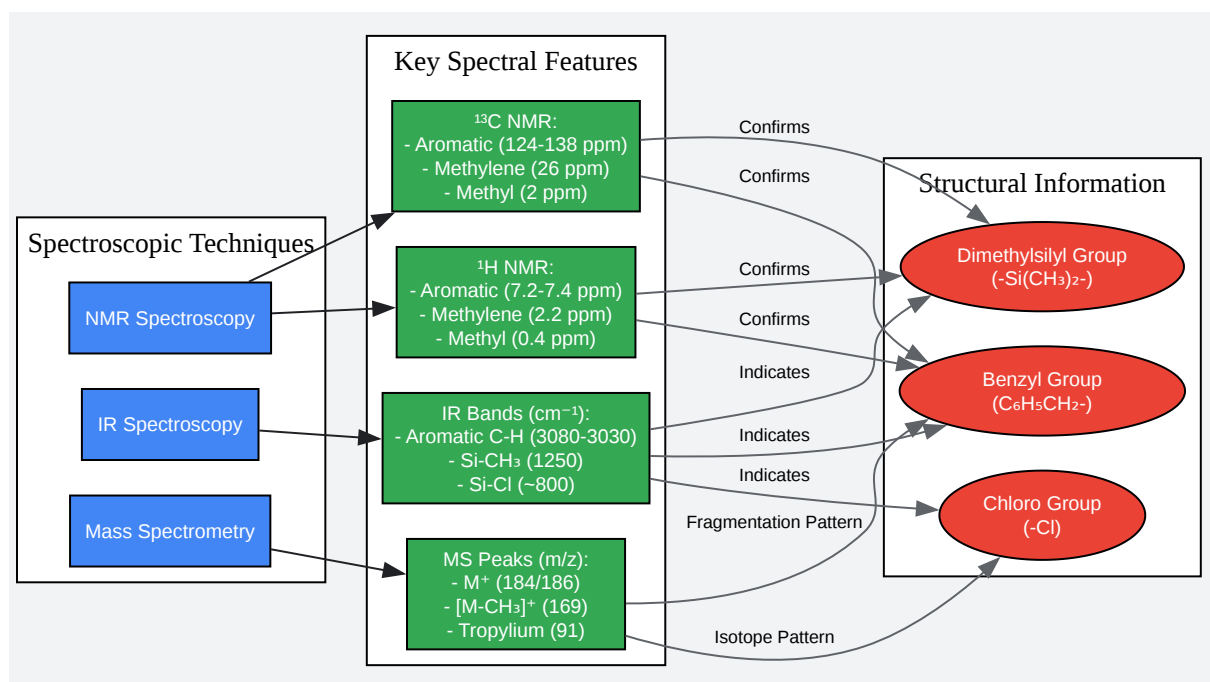 Spectroscopic Techniques
NMR Spectroscopy
IR Spectroscopy
Mass Spectrometry
Key Spectral Features
¹³C NMR:
- Aromatic (124-138 ppm)
- Methylene (26 ppm)
- Methyl (2 ppm)
¹H NMR:
- Aromatic (7.2-7.4 ppm)
- Methylene (2.2 ppm)
- Methyl (0.4 ppm)
IR Bands (cm⁻¹):
- Aromatic C-H (3080-3030)
- Si-CH₃ (1250)
- Si-Cl (~800)
MS Peaks (m/z):
- M⁺ (184/186)
- [M-CH₃]⁺ (169)
- Tropylium (91)
Confirms
Confirms
Confirms
Confirms
Indicates
Indicates
Indicates
Fragmentation Pattern
Isotope Pattern
Structural Information
Dimethylsilyl Group
(-Si(CH₃)₂-)
Benzyl Group
(C₆H₅CH₂-)
Chloro Group
(-Cl)